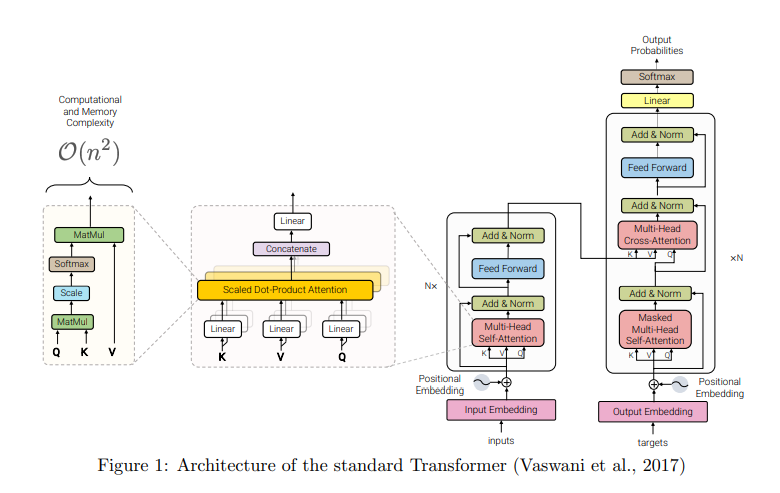 Computational
and Memory
Complexity
O(n²)
MatMul
Softmax
Scale
MatMul
Q K V
Linear
Concatenate
Scaled Dot-Product Attention
Linear Linear Linear
K V Q
N×
Add & Norm
Feed Forward
Add & Norm
Multi-Head
Self-Attention
K V Q
Positional
Embedding
Input Embedding
inputs
Output
Probabilities
Softmax
Linear
Add & Norm
Feed Forward
Add & Norm
Multi-Head
Cross-Attention
K V Q
×N
Add & Norm
Masked
Multi-Head
Self-Attention
K V Q
Positional
Embedding
Output Embedding
targets
Figure 1: Architecture of the standard Transformer (Vaswani et al., 2017)